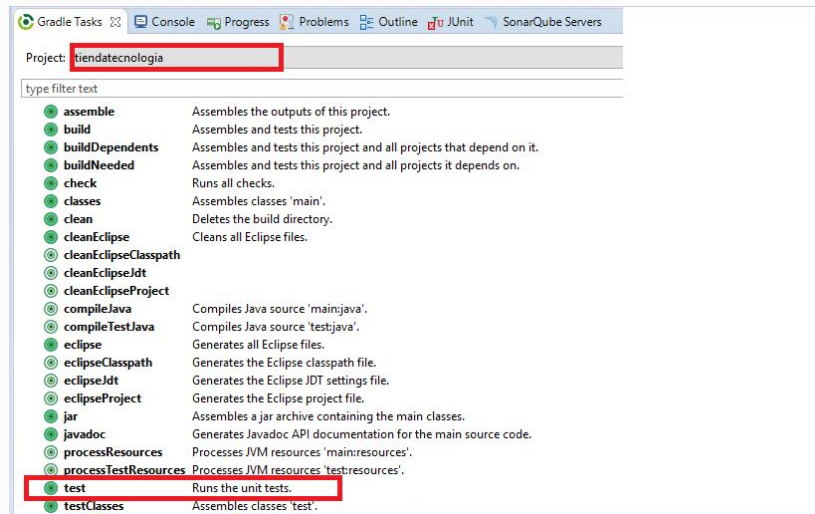 Gradle Tasks Console Progress Problems Outline JUnit SonarQube Servers
Project: tiendatecnologia
type filter text
assemble Assembles the outputs of this project.
build Assembles and tests this project.
buildDependents Assembles and tests this project and all projects that depend on it.
buildNeeded Assembles and tests this project and all projects it depends on.
check Runs all checks.
classes Assembles classes 'main'.
clean Deletes the build directory.
cleanEclipse Cleans all Eclipse files.
cleanEclipseClasspath
cleanEclipseJdt
cleanEclipseProject
compileJava Compiles Java source 'main:java'.
compileTestJava Compiles Java source 'test:java'.
eclipse Generates all Eclipse files.
eclipseClasspath Generates the Eclipse classpath file.
eclipseJdt Generates the Eclipse JDT settings file.
eclipseProject Generates the Eclipse project file.
jar Assembles a jar archive containing the main classes.
javadoc Generates Javadoc API documentation for the main source code.
processResources Processes JVM resources 'main:resources'.
processTestResources Processes JVM resources 'test:resources'.
test Runs the unit tests.
testClasses Assembles classes 'test'.